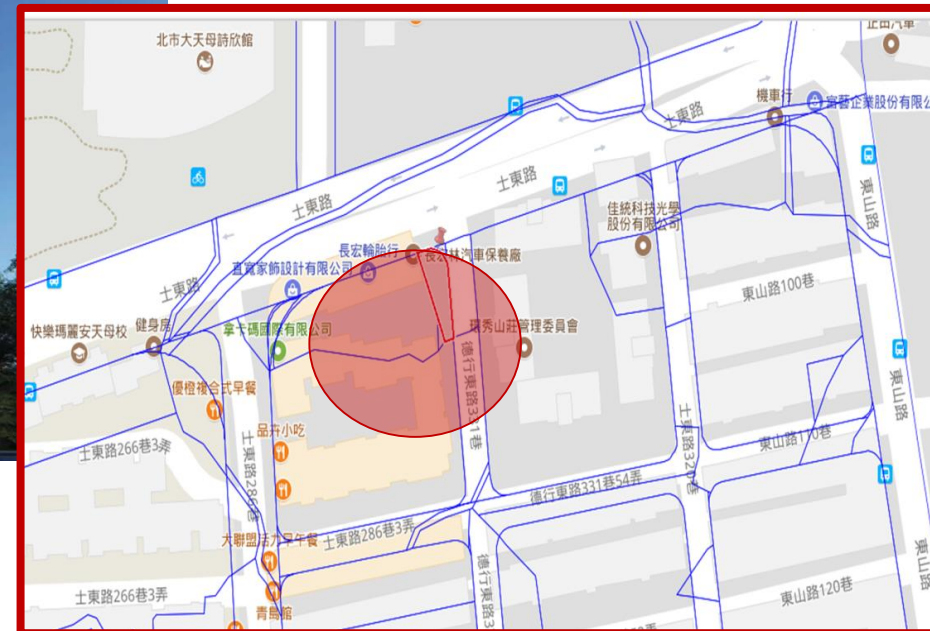 北市大天母詩欣館
正田汽車
機車行
富藝企業股份有限公
士東路
士東路
東山路
佳統科技光學
股份有限公司
士東路
長宏輪胎行
長宏林汽車保養廠
直寬家飾設計有限公司
士東路
東山路100巷
快樂瑪麗安天母校
健身房
拿卡碼國際有限公司
環秀山莊管理委員會
德行東路331巷
優橙複合式早餐
東山路
品卉小吃
士東路266巷3弄
士東路286巷
士東路320巷
東山路110巷
德行東路331巷54弄
大聯盟活力早午餐
士東路286巷3弄
德行東路3
東山路
士東路266巷3弄
青鳥館
東山路120巷